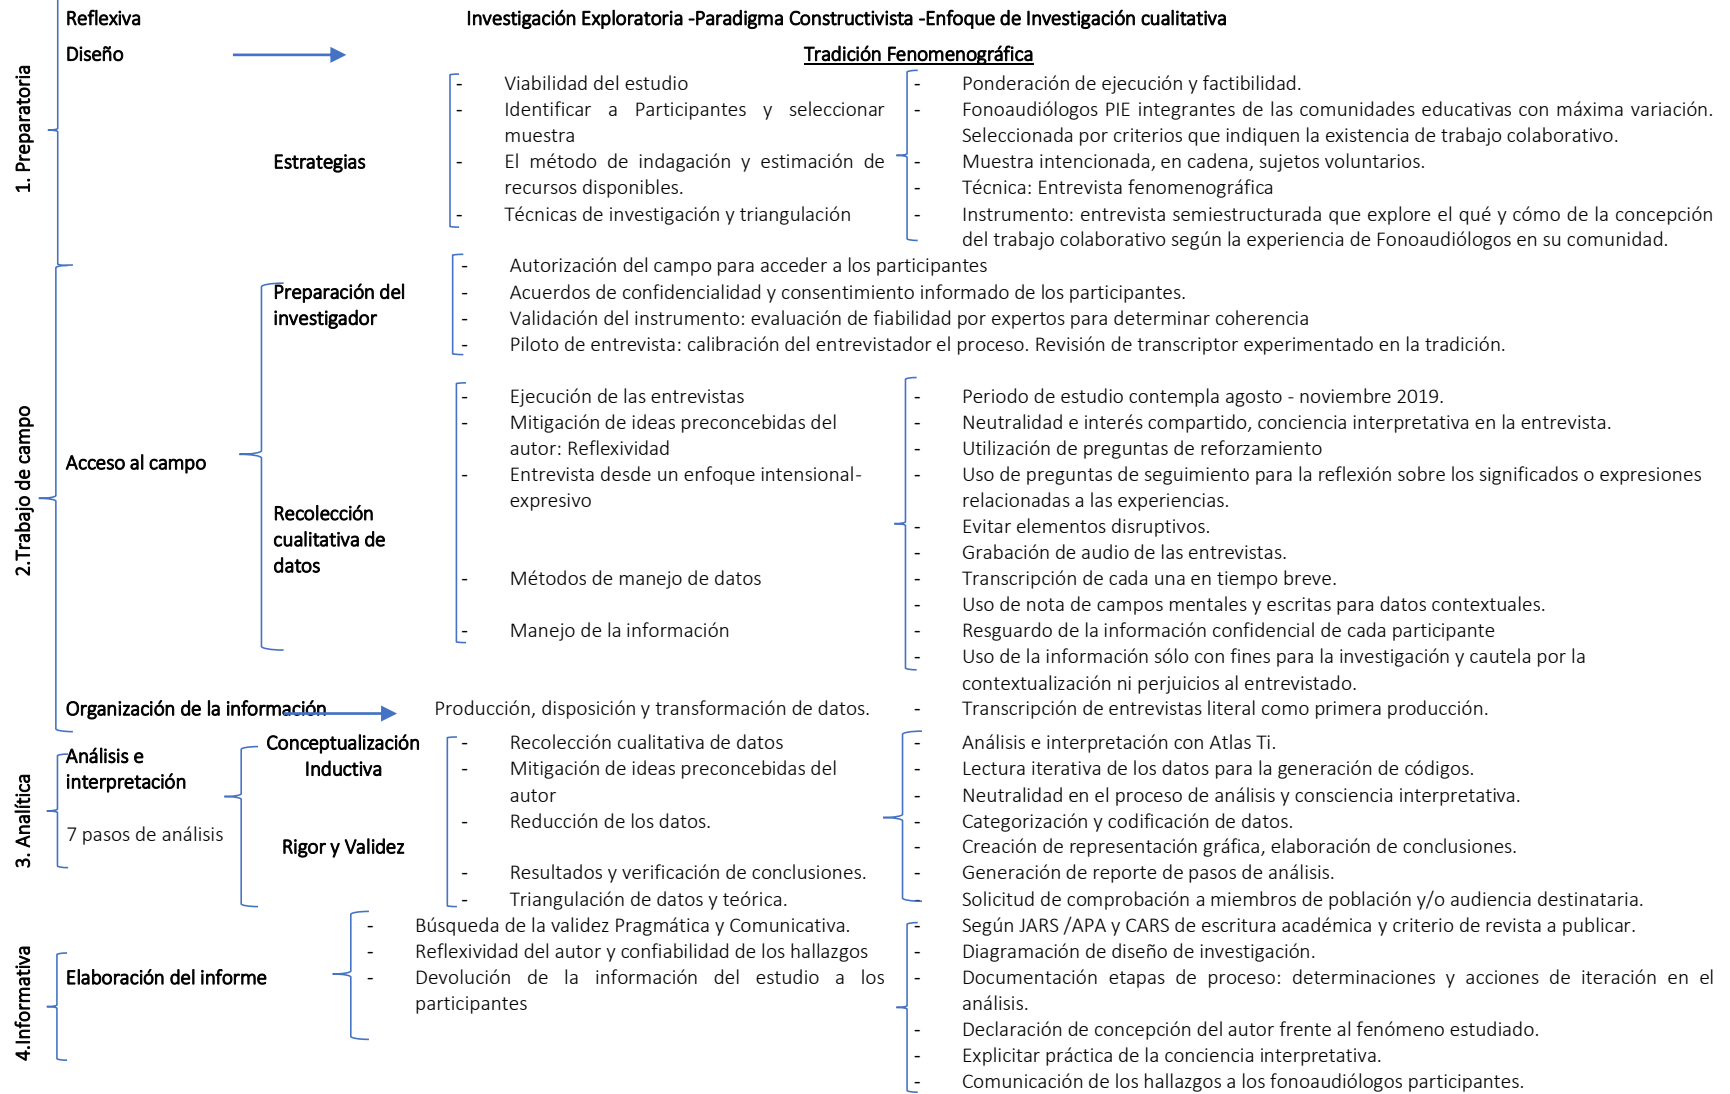 1. Preparatoria
Reflexiva
Investigación Exploratoria -Paradigma Constructivista -Enfoque de Investigación cualitativa
Diseño
Tradición Fenomenográfica
Estrategias
- Viabilidad del estudio
- Identificar a Participantes y seleccionar
muestra
- El método de indagación y estimación de
recursos disponibles.
- Técnicas de investigación y triangulación
- Ponderación de ejecución y factibilidad.
- Fonoaudiólogos PIE integrantes de las comunidades educativas con máxima variación.
Seleccionada por criterios que indiquen la existencia de trabajo colaborativo.
- Muestra intencionada, en cadena, sujetos voluntarios.
- Técnica: Entrevista fenomenográfica
- Instrumento: entrevista semiestructurada que explore el qué y cómo de la concepción
del trabajo colaborativo según la experiencia de Fonoaudiólogos en su comunidad.
2.Trabajo de campo
Acceso al campo
Preparación del
investigador
- Autorización del campo para acceder a los participantes
- Acuerdos de confidencialidad y consentimiento informado de los participantes.
- Validación del instrumento: evaluación de fiabilidad por expertos para determinar coherencia
- Piloto de entrevista: calibración del entrevistador el proceso. Revisión de transcriptor experimentado en la tradición.
Recolección
cualitativa de
datos
- Ejecución de las entrevistas
- Mitigación de ideas preconcebidas del
autor: Reflexividad
- Entrevista desde un enfoque intensional-
expresivo
- Métodos de manejo de datos
- Manejo de la información
- Periodo de estudio contempla agosto - noviembre 2019.
- Neutralidad e interés compartido, conciencia interpretativa en la entrevista.
- Utilización de preguntas de reforzamiento
- Uso de preguntas de seguimiento para la reflexión sobre los significados o expresiones
relacionadas a las experiencias.
- Evitar elementos disruptivos.
- Grabación de audio de las entrevistas.
- Transcripción de cada una en tiempo breve.
- Uso de nota de campos mentales y escritas para datos contextuales.
- Resguardo de la información confidencial de cada participante
- Uso de la información sólo con fines para la investigación y cautela por la
contextualización ni perjuicios al entrevistado.
Organización de la información
Producción, disposición y transformación de datos.
- Transcripción de entrevistas literal como primera producción.
3. Analítica
Análisis e
interpretación
7 pasos de análisis
Conceptualización
Inductiva
Rigor y Validez
- Recolección cualitativa de datos
- Mitigación de ideas preconcebidas del
autor
- Reducción de los datos.
- Resultados y verificación de conclusiones.
- Triangulación de datos y teórica.
- Análisis e interpretación con Atlas Ti.
- Lectura iterativa de los datos para la generación de códigos.
- Neutralidad en el proceso de análisis y consciencia interpretativa.
- Categorización y codificación de datos.
- Creación de representación gráfica, elaboración de conclusiones.
- Generación de reporte de pasos de análisis.
- Solicitud de comprobación a miembros de población y/o audiencia destinataria.
4.Informativa
Elaboración del informe
- Búsqueda de la validez Pragmática y Comunicativa.
- Reflexividad del autor y confiabilidad de los hallazgos
- Devolución de la información del estudio a los
participantes
- Según JARS /APA y CARS de escritura académica y criterio de revista a publicar.
- Diagramación de diseño de investigación.
- Documentación etapas de proceso: determinaciones y acciones de iteración en el
análisis.
- Declaración de concepción del autor frente al fenómeno estudiado.
- Explicitar práctica de la conciencia interpretativa.
- Comunicación de los hallazgos a los fonoaudiólogos participantes.